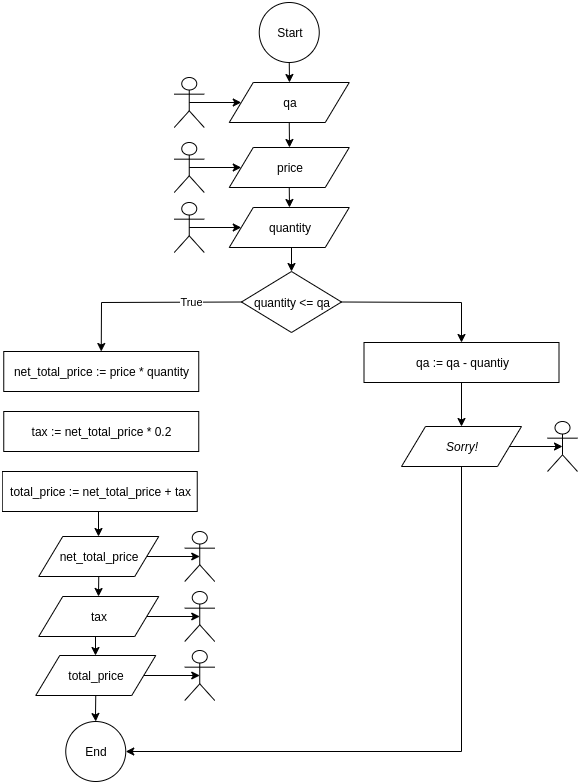 Start
qa
price
quantity
quantity <= qa
True
net_total_price := price * quantity
tax := net_total_price * 0.2
total_price := net_total_price + tax
net_total_price
tax
total_price
qa := qa - quantiy
Sorry!
End